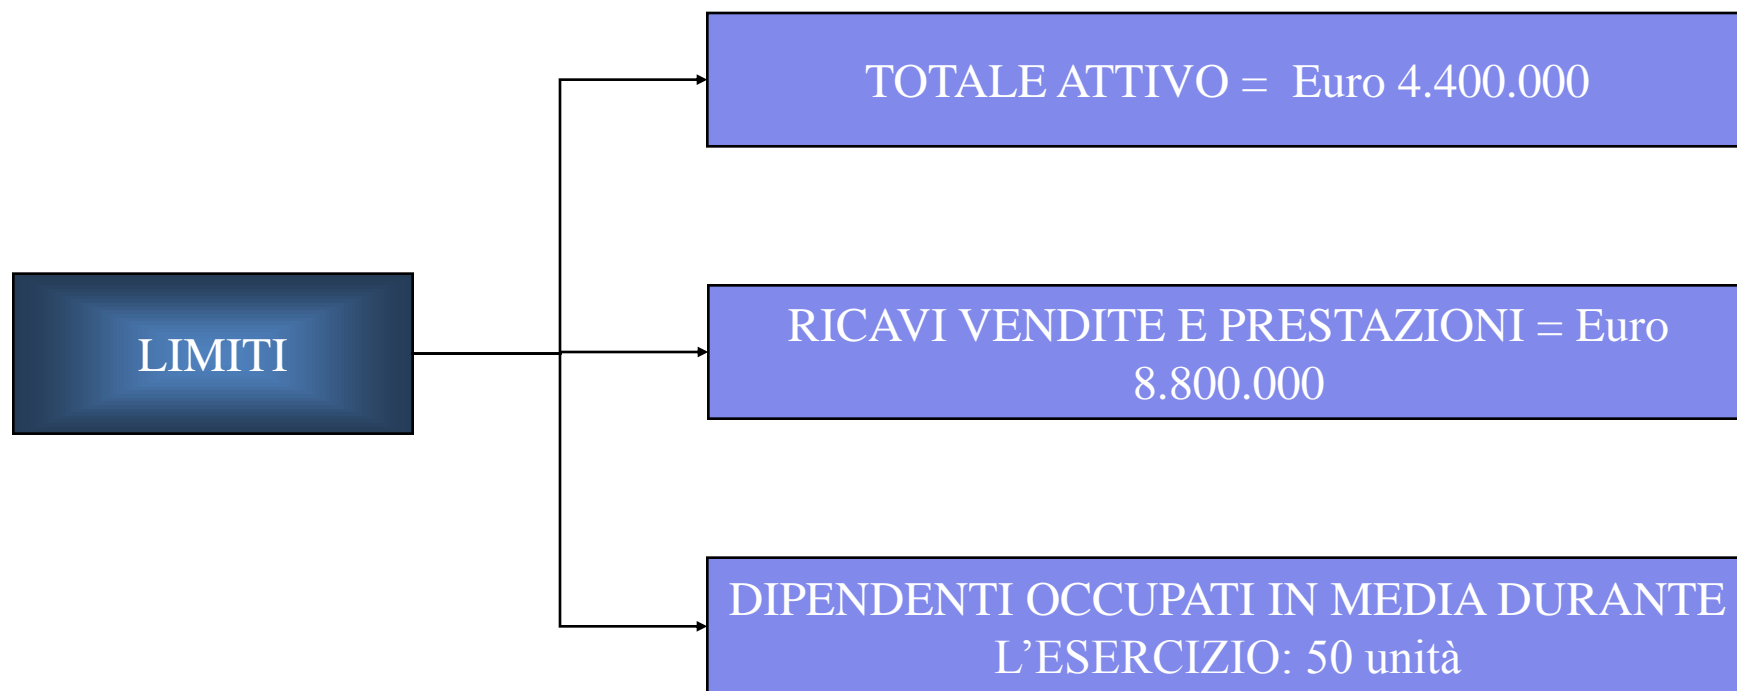 TOTALE ATTIVO =  Euro 4.400.000
LIMITI
RICAVI VENDITE E PRESTAZIONI = Euro
8.800.000
DIPENDENTI OCCUPATI IN MEDIA DURANTE
L’ESERCIZIO: 50 unità